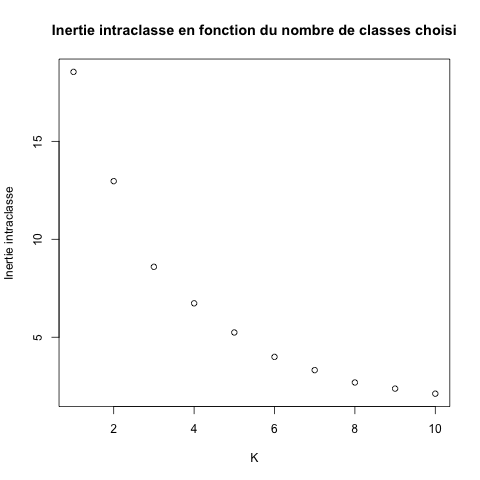 Inertie intraclasse en fonction du nombre de classes choisi
Inertie intraclasse
15
10
5
2 4 6 8 10
K